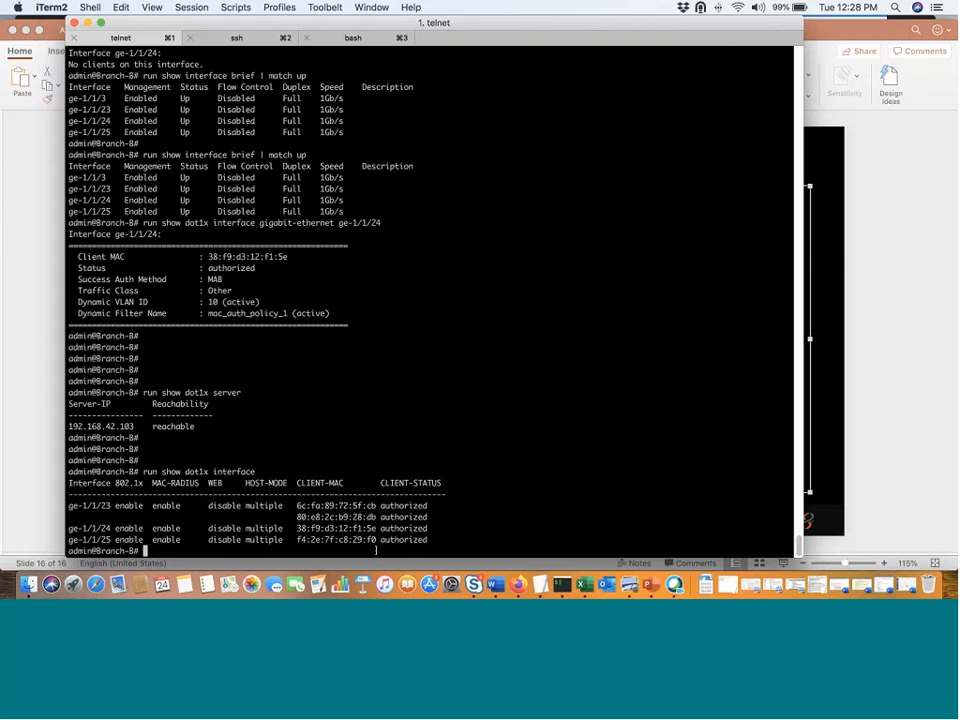 iTerm2 Shell Edit View Session Scripts Profiles Toolbelt Window Help 99% Tue 12:28 PM
1. telnet
telnet ⌘1 ssh ⌘2 bash ⌘3
Home Inse
Share Comments
Paste
Sensitivity Design Ideas
Interface ge-1/1/24:
No clients on this interface.
admin@Branch-B# run show interface brief | match up
Interface Management Status Flow Control Duplex Speed Description
ge-1/1/3 Enabled Up Disabled Full 1Gb/s
ge-1/1/23 Enabled Up Disabled Full 1Gb/s
ge-1/1/24 Enabled Up Disabled Full 1Gb/s
ge-1/1/25 Enabled Up Disabled Full 1Gb/s
admin@Branch-B#
admin@Branch-B# run show interface brief | match up
Interface Management Status Flow Control Duplex Speed Description
ge-1/1/3 Enabled Up Disabled Full 1Gb/s
ge-1/1/23 Enabled Up Disabled Full 1Gb/s
ge-1/1/24 Enabled Up Disabled Full 1Gb/s
ge-1/1/25 Enabled Up Disabled Full 1Gb/s
admin@Branch-B# run show dot1x interface gigabit-ethernet ge-1/1/24
Interface ge-1/1/24:
Client MAC : 38:f9:d3:12:f1:5e
Status : authorized
Success Auth Method : MAB
Traffic Class : Other
Dynamic VLAN ID : 10 (active)
Dynamic Filter Name : mac_auth_policy_1 (active)
admin@Branch-B#
admin@Branch-B#
admin@Branch-B#
admin@Branch-B#
admin@Branch-B#
admin@Branch-B# run show dot1x server
Server-IP Reachability
192.168.42.103 reachable
admin@Branch-B#
admin@Branch-B#
admin@Branch-B#
admin@Branch-B# run show dot1x interface
Interface 802.1x MAC-RADIUS WEB HOST-MODE CLIENT-MAC CLIENT-STATUS
ge-1/1/23 enable enable disable multiple 6c:fa:89:72:5f:cb authorized
80:e8:2c:b9:28:db authorized
ge-1/1/24 enable enable disable multiple 38:f9:d3:12:f1:5e authorized
ge-1/1/25 enable enable disable multiple f4:2e:7f:c8:29:f0 authorized
admin@Branch-B#
Slide 16 of 16 English (United States) Notes Comments 115%